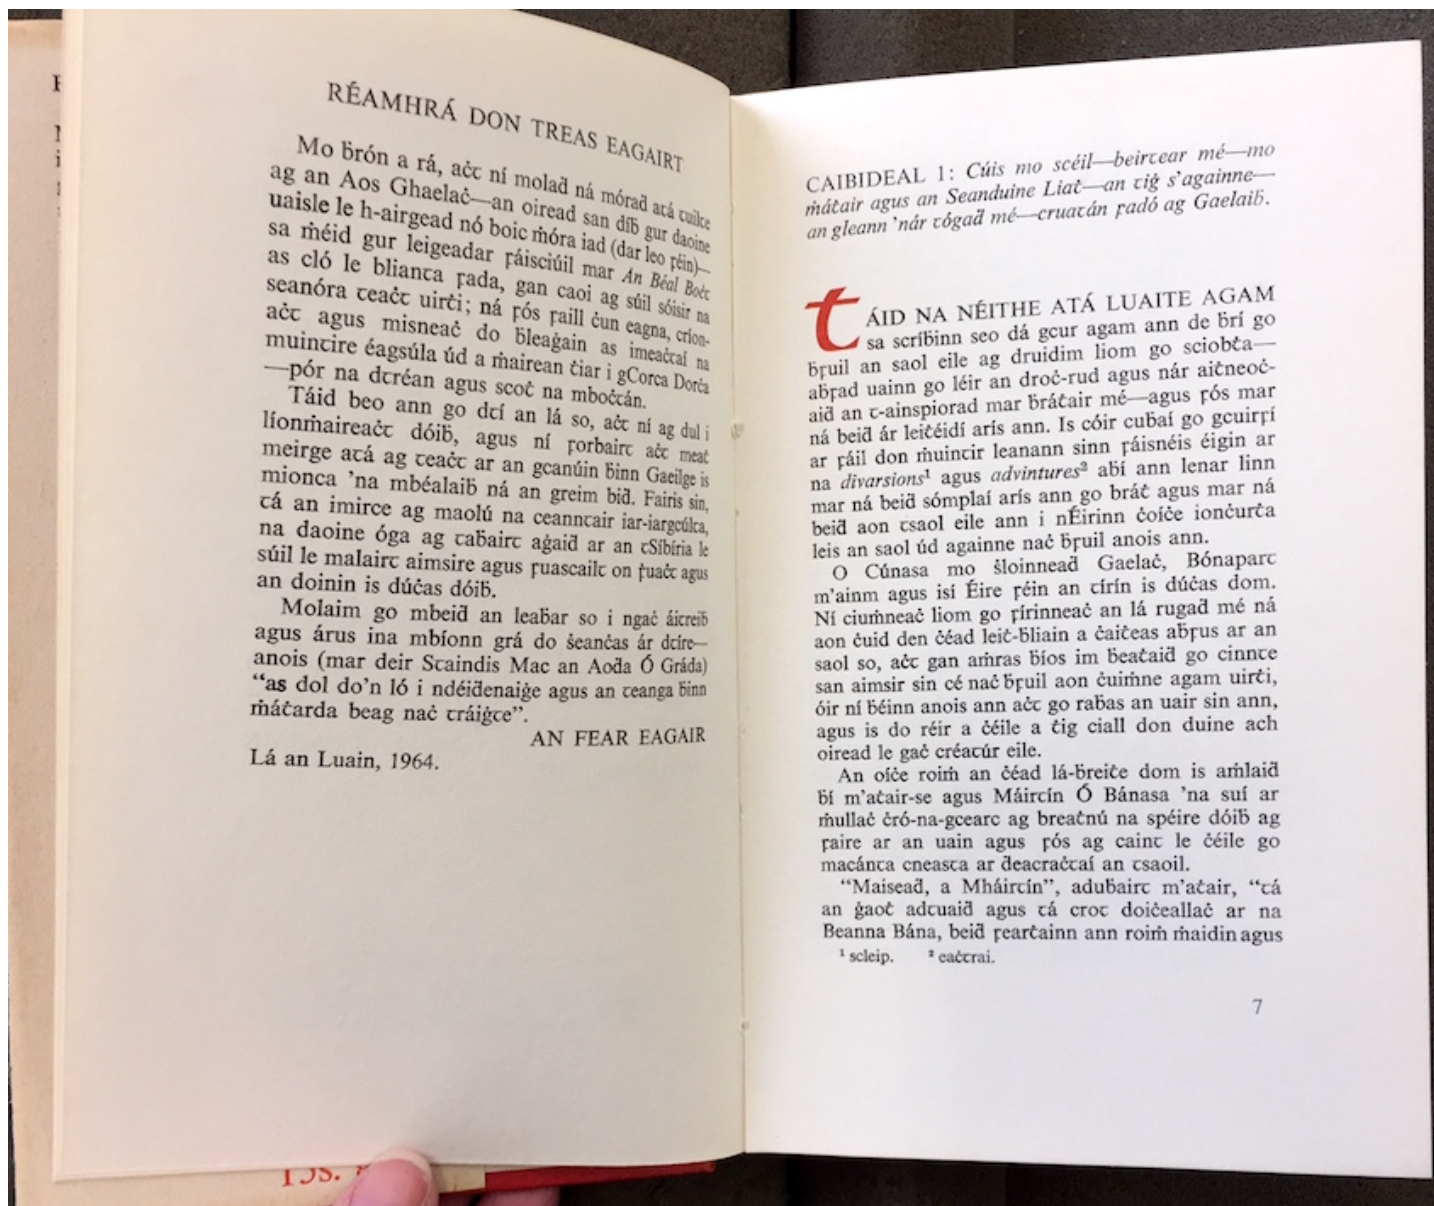 RÉAMHRÁ DON TREAS EAGAIRT
Mo ḃrón a rá, aċt ní molaḋ ná móraḋ atá tuilte
ag an Aos Ghaelaċ—an oiread san díḃ gur daoine
uaisle le h-airgead nó boic ṁóra iad (dar leo féin)—
sa ṁéid gur leigeadar fáisciúil mar An Béal Boċt
as cló le blianta fada, gan caoi ag súil sóisir na
seanóra teaċt uirṫi; ná fós faill ċun eagna, críon-
aċt agus misneaċ do ḃleaġain as imeaċtaí na
muintire éagsúla úd a ṁairean ṫiar i gCorca Dorċa
—pór na dtréan agus scoṫ na mboċtán.
Táid beo ann go dtí an lá so, aċt ní ag dul i
líonṁaireaċt dóiḃ, agus ní forbairt aċt meaṫ
meirge atá ag teaċt ar an gcanúin ḃinn Gaeilge is
mionca 'na mbéalaiḃ ná an greim biḋ. Fairis sin,
tá an imirce ag maolú na ceanntair iar-iargcúlta,
na daoine óga ag taḃairt aġaiḋ ar an tSibíria le
súil le malairt aimsire agus fuascailt on ḟuaċt agus
an doinin is dúċas dóiḃ.
Molaim go mbeiḋ an leaḃar so i ngaċ áitreiḃ
agus árus ina mbíonn grá do ṡeanċas ár dtíre—
anois (mar deir Staindis Mac an Aoḋa Ó Gráda)
"as dol do'n ló i ndéiḋenaiġe agus an teanga ḃinn
ṁáṫarda beag naċ tráiġte".
AN FEAR EAGAIR
Lá an Luain, 1964.
CAIBIDEAL 1: Cúis mo scéil—beirtear mé—mo
ṁáṫair agus an Seanduine Liaṫ—an tiġ s'againne—
an gleann 'nár tógaḋ mé—cruatán fadó ag Gaelaiḃ.
TÁID NA NÉITHE ATÁ LUAITE AGAM
sa scríḃinn seo dá gcur agam ann de ḃrí go
ḃfuil an saol eile ag druidim liom go sciobṫa—
aḃfad uainn go léir an droċ-rud agus nár aiṫneoċ-
aiḋ an t-ainspiorad mar ḃráṫair mé—agus fós mar
ná beiḋ ár leiṫéidí arís ann. Is cóir cuḃaí go gcuirfí
ar fáil don ṁuintir leanann sinn fáisnéis éigin ar
na divarsions¹ agus advintures² aḃí ann lenar linn
mar ná beiḋ sómplaí arís ann go bráṫ agus mar ná
beiḋ aon tsaol eile ann i nÉirinn ċoíċe ionċurṫa
leis an saol úd againne naċ ḃfuil anois ann.
O Cúnasa mo ṡloinneaḋ Gaelaċ, Bónapart
m'ainm agus isí Éire féin an tírín is dúċas dom.
Ní ciuṁneaċ liom go fírinneaċ an lá rugaḋ mé ná
aon ċuid den ċéad leiṫ-ḃliain a ċaiṫeas aḃfus ar an
saol so, aċt gan aṁras ḃíos im ḃeaṫaiḋ go cinnte
san aimsir sin cé naċ ḃfuil aon ċuiṁne agam uirṫi,
óir ní ḃéinn anois ann aċt go raḃas an uair sin ann,
agus is do réir a ċéile a ṫig ciall don duine ach
oiread le gaċ créatúr eile.
An oíċe roiṁ an ċéad lá-ḃreiṫe dom is aṁlaiḋ
ḃí m'aṫair-se agus Máirtín Ó Bánasa 'na suí ar
ṁullaċ ċró-na-gcearc ag breaṫnú na spéire dóiḃ ag
faire ar an uain agus fós ag caint le ċéile go
macánta cneasta ar ḋeacraċtaí an tsaoil.
"Maiseaḋ, a Mháirtín", aduḃairt m'aṫair, "tá
an ġaoṫ adtuaiḋ agus tá crot doiċeallaċ ar na
Beanna Bána, beiḋ fearṫainn ann roiṁ ṁaidin agus
¹ scleip. ² eaċtrai.
7